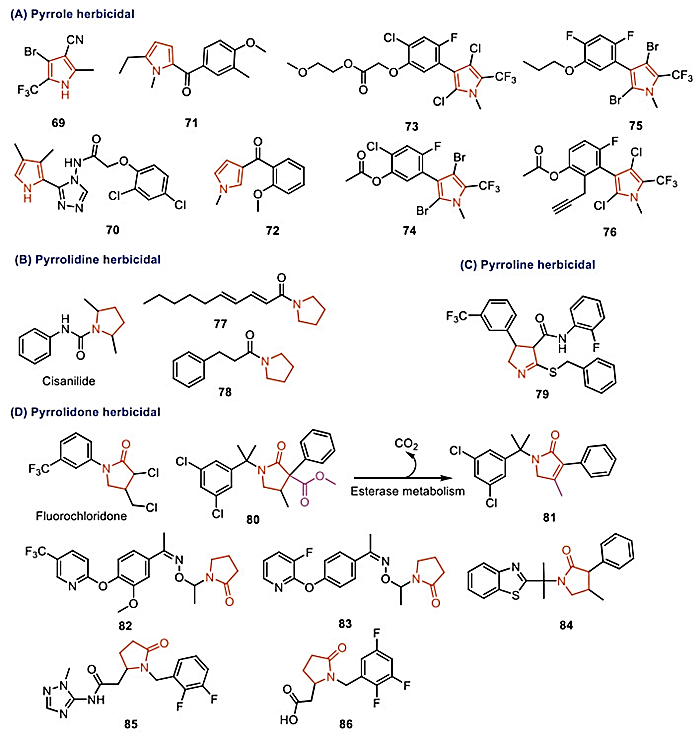 (A) Pyrrole herbicidal
Br CN
F3C N H
69
N O O
71
O O O O Cl F Cl Cl N CF3
73
F F O Br Br N CF3
75
N H N N N HN O O Cl Cl
70
O N O
72
Cl F O O Br Br N CF3
74
F O O Cl Cl N CF3
76
(B) Pyrrolidine herbicidal
(C) Pyrroline herbicidal
H N N O
Cisanilide
O N
77
O N
78
F3C O N H F N S
79
(D) Pyrrolidone herbicidal
F3C N O Cl Cl
Fluorochloridone
Cl Cl N O O O
80
CO2
Esterase metabolism
Cl Cl N O
81
F3C N O O N O N O
82
F N O N O N O
83
N S N O
84
N N N N H O N O F F
85
O HO N O F F F
86